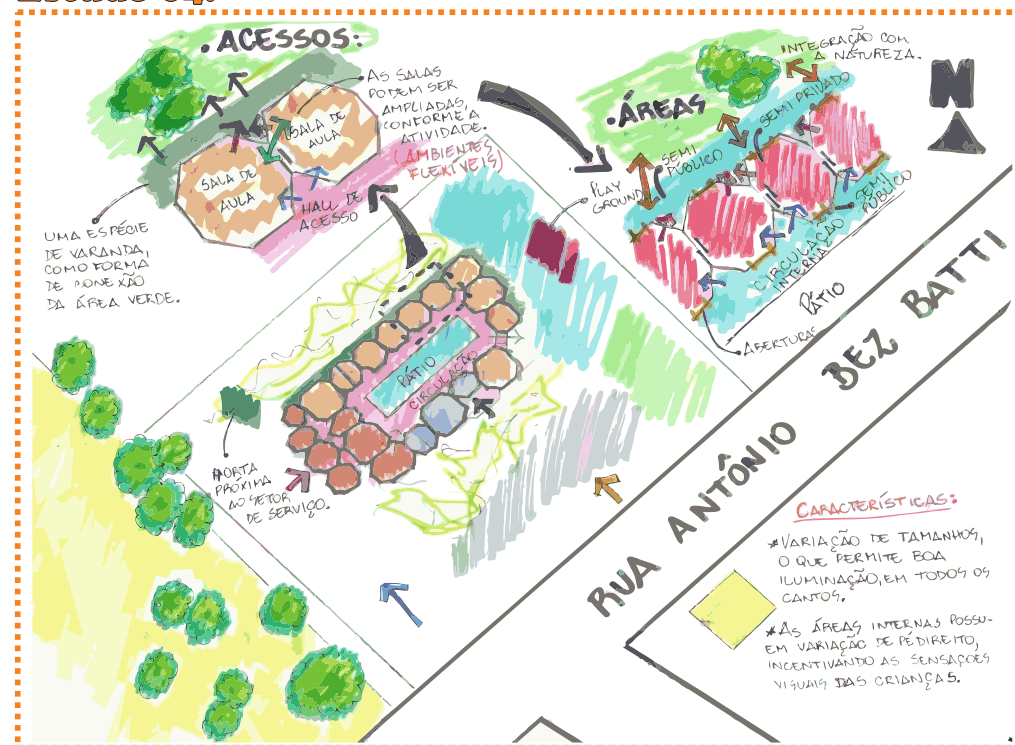 Estudo 04:
• ACESSOS:
AS SALAS
PODEM SER
AMPLIADAS,
CONFORME A
ATIVIDADE.
(AMBIENTES
FLEXÍVEIS)
SALA DE
AULA
SALA DE
AULA
HALL DE
ACESSO
UMA ESPÉCIE
DE VARANDA,
COMO FORMA
DE CONEXÃO
DA ÁREA VERDE.
INTEGRAÇÃO COM
A NATUREZA.
• ÁREAS
SEMI PRIVADO
SEMI
PÚBLICO
SEMI
PÚBLICO
PLAY
GROUND
CIRCULAÇÃO
INTERNA
PÁTIO
ABERTURAS
N
PÁTIO
CIRCULAÇÃO
HORTA
PRÓXIMA
AO SETOR
DE SERVIÇO.
RUA ANTÔNIO BEZ BATTI
CARACTERÍSTICAS:
*VARIAÇÃO DE TAMANHOS,
O QUE PERMITE BOA
ILUMINAÇÃO, EM TODOS OS
CANTOS.
*AS ÁREAS INTERNAS POSSU-
EM VARIAÇÃO DE PÉDIREITO,
INCENTIVANDO AS SENSAÇÕES
VISUAIS DAS CRIANÇAS.